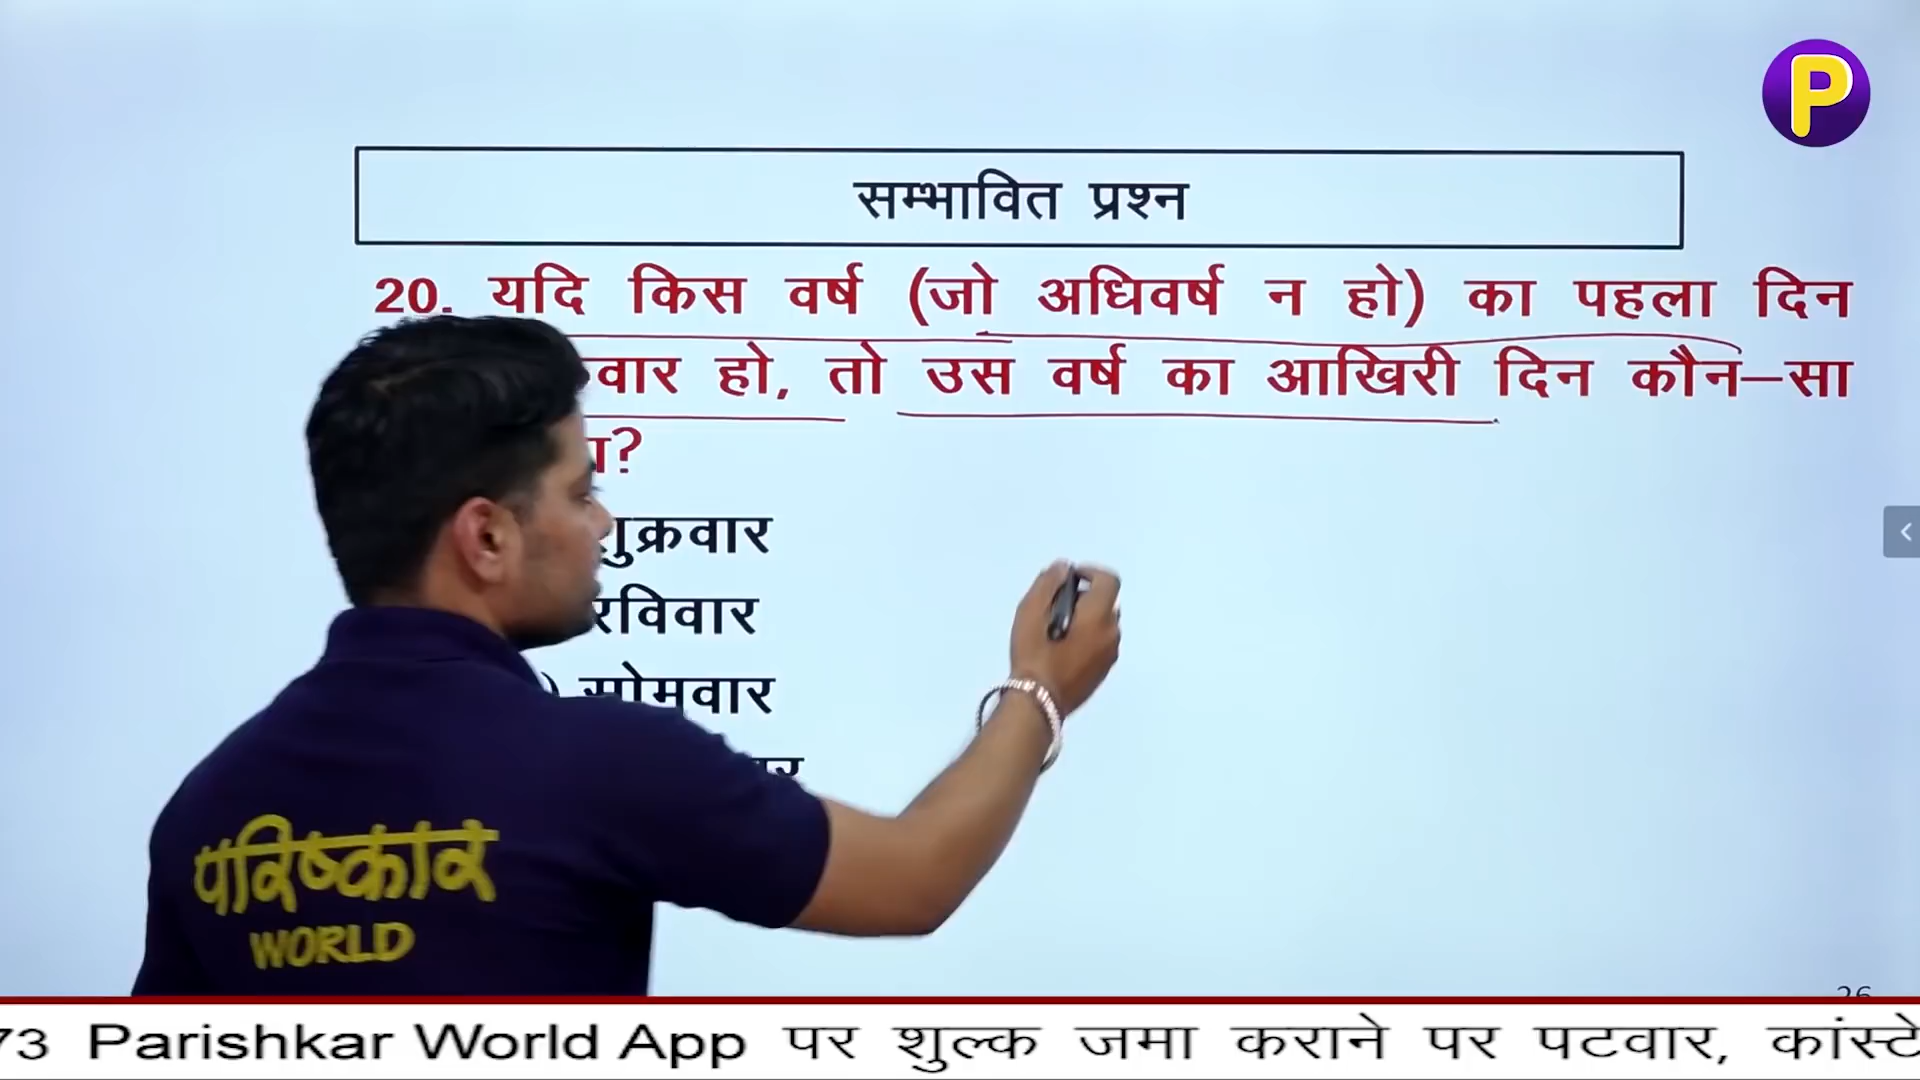 P
सम्भावित प्रश्न
20. यदि किस वर्ष (जो अधिवर्ष न हो) का पहला दिन
हो, तो उस वर्ष का आखिरी दिन कौन–सा
शुक्रवार
रविवार
सोमवार
परिष्कार
WORLD
26
73 Parishkar World App पर शुल्क जमा कराने पर पटवार,